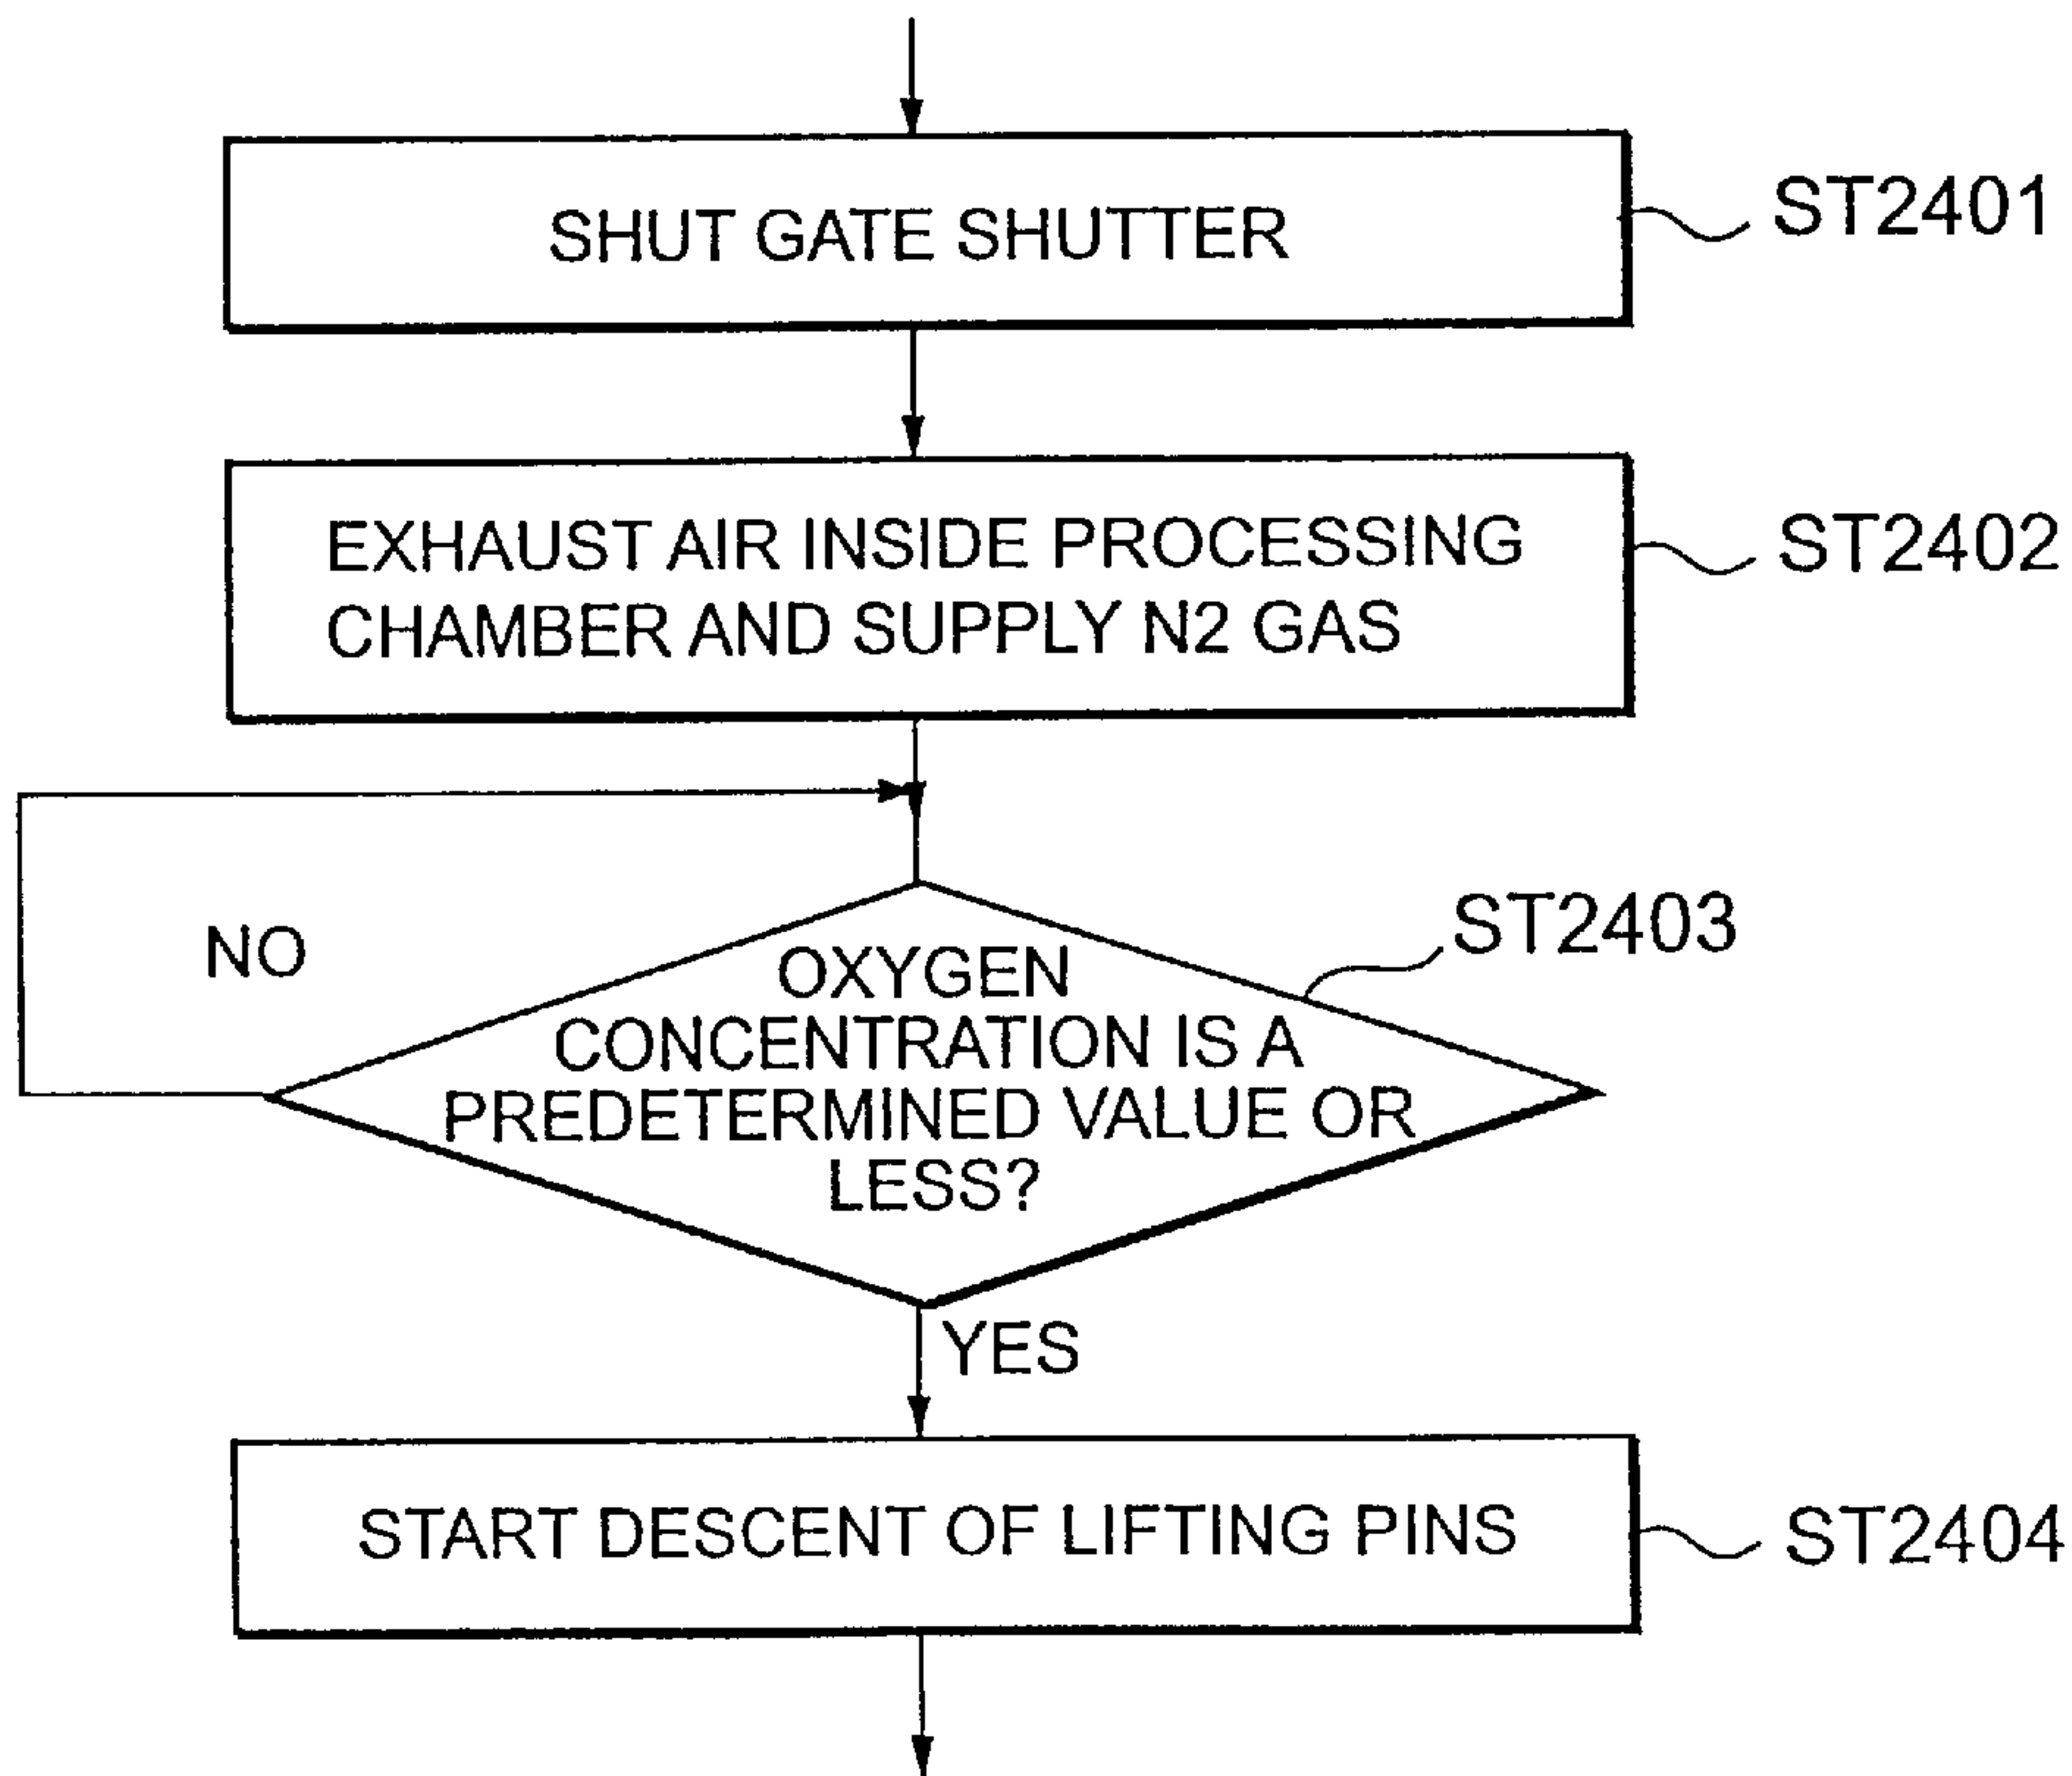 SHUT GATE SHUTTER
ST2401
EXHAUST AIR INSIDE PROCESSING
CHAMBER AND SUPPLY N2 GAS
ST2402
NO
OXYGEN
CONCENTRATION IS A
PREDETERMINED VALUE OR
LESS?
ST2403
YES
START DESCENT OF LIFTING PINS
ST2404